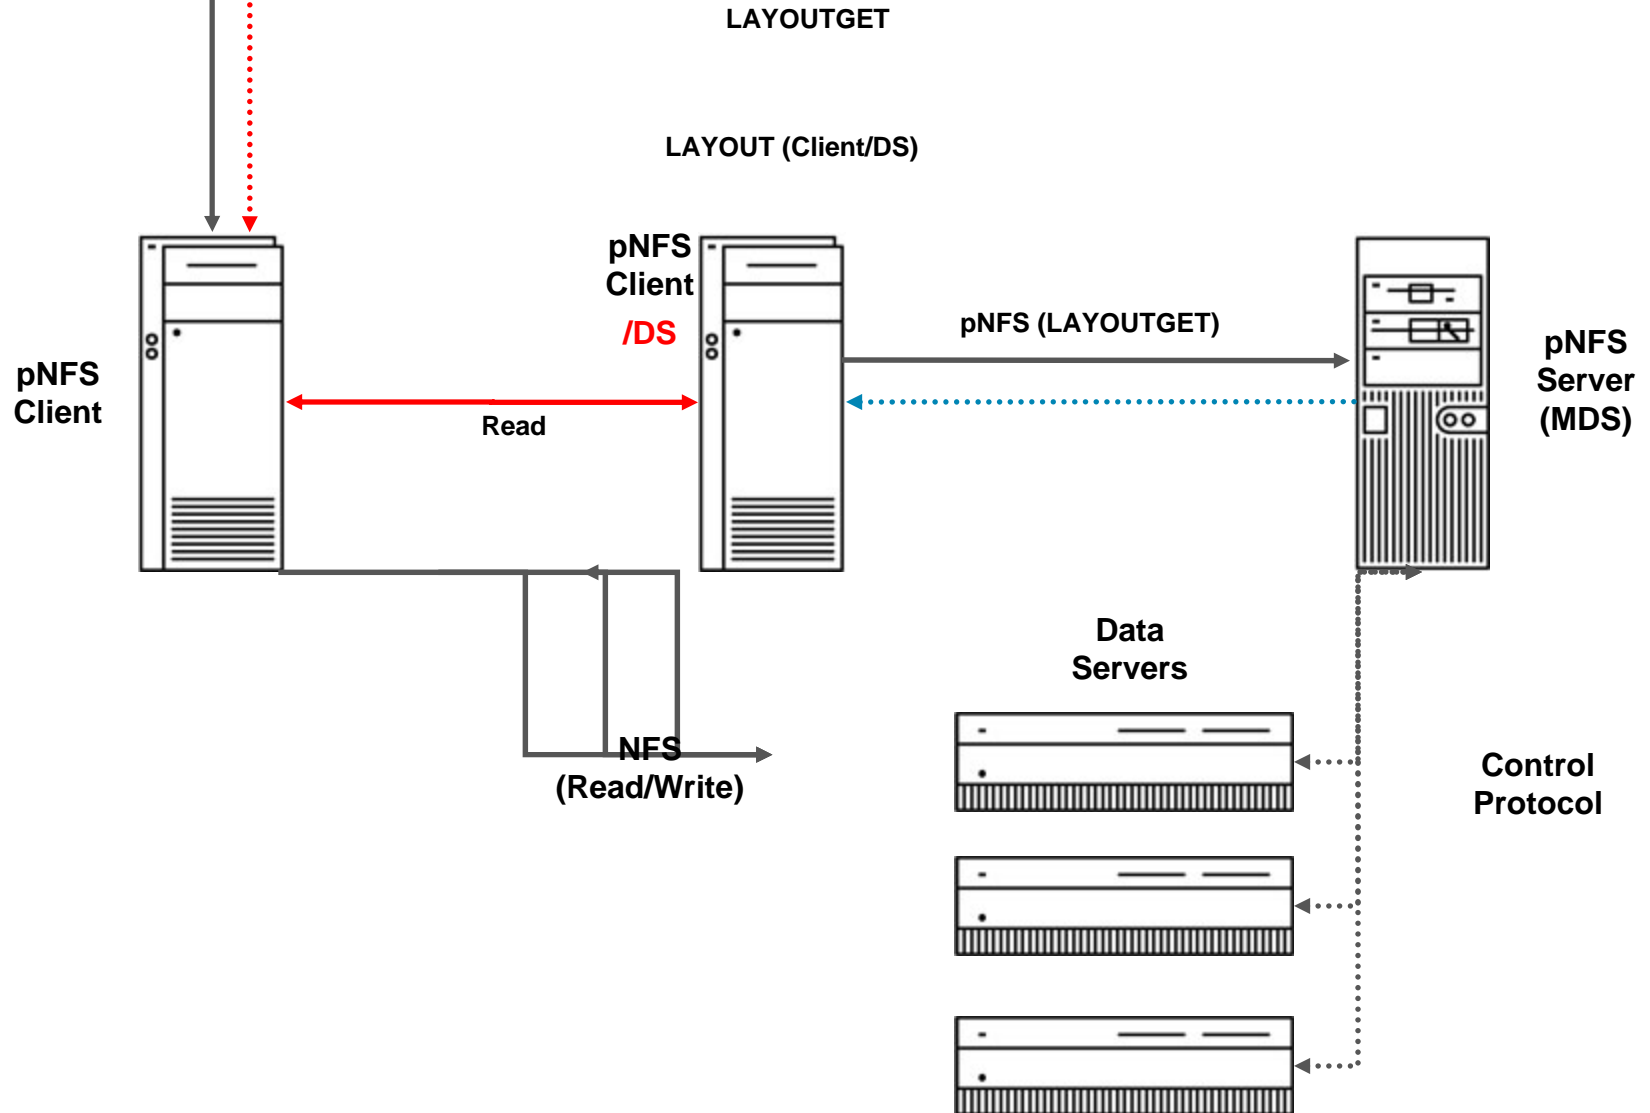 LAYOUTGET
LAYOUT (Client/DS)
pNFS
Client
/DS
pNFS (LAYOUTGET)
pNFS
Server
(MDS)
pNFS
Client
Read
Data
Servers
NFS
(Read/Write)
Control
Protocol